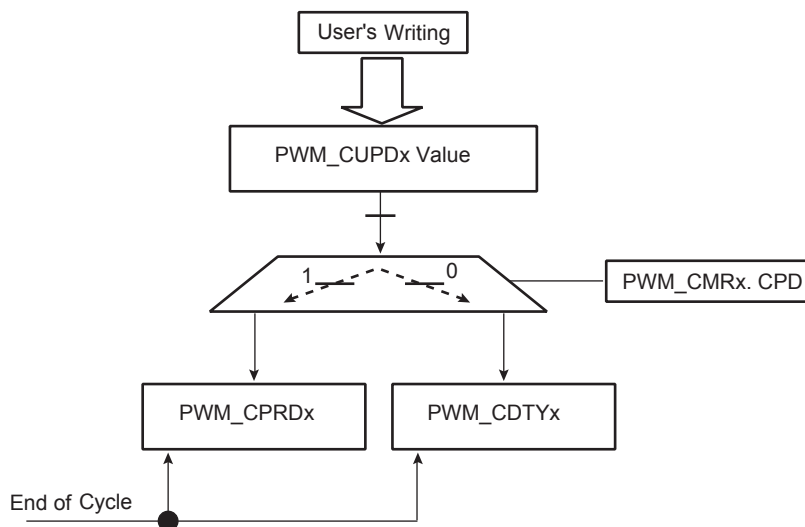 User's Writing
PWM_CUPDx Value
1
0
PWM_CMRx. CPD
PWM_CPRDx
PWM_CDTYx
End of Cycle